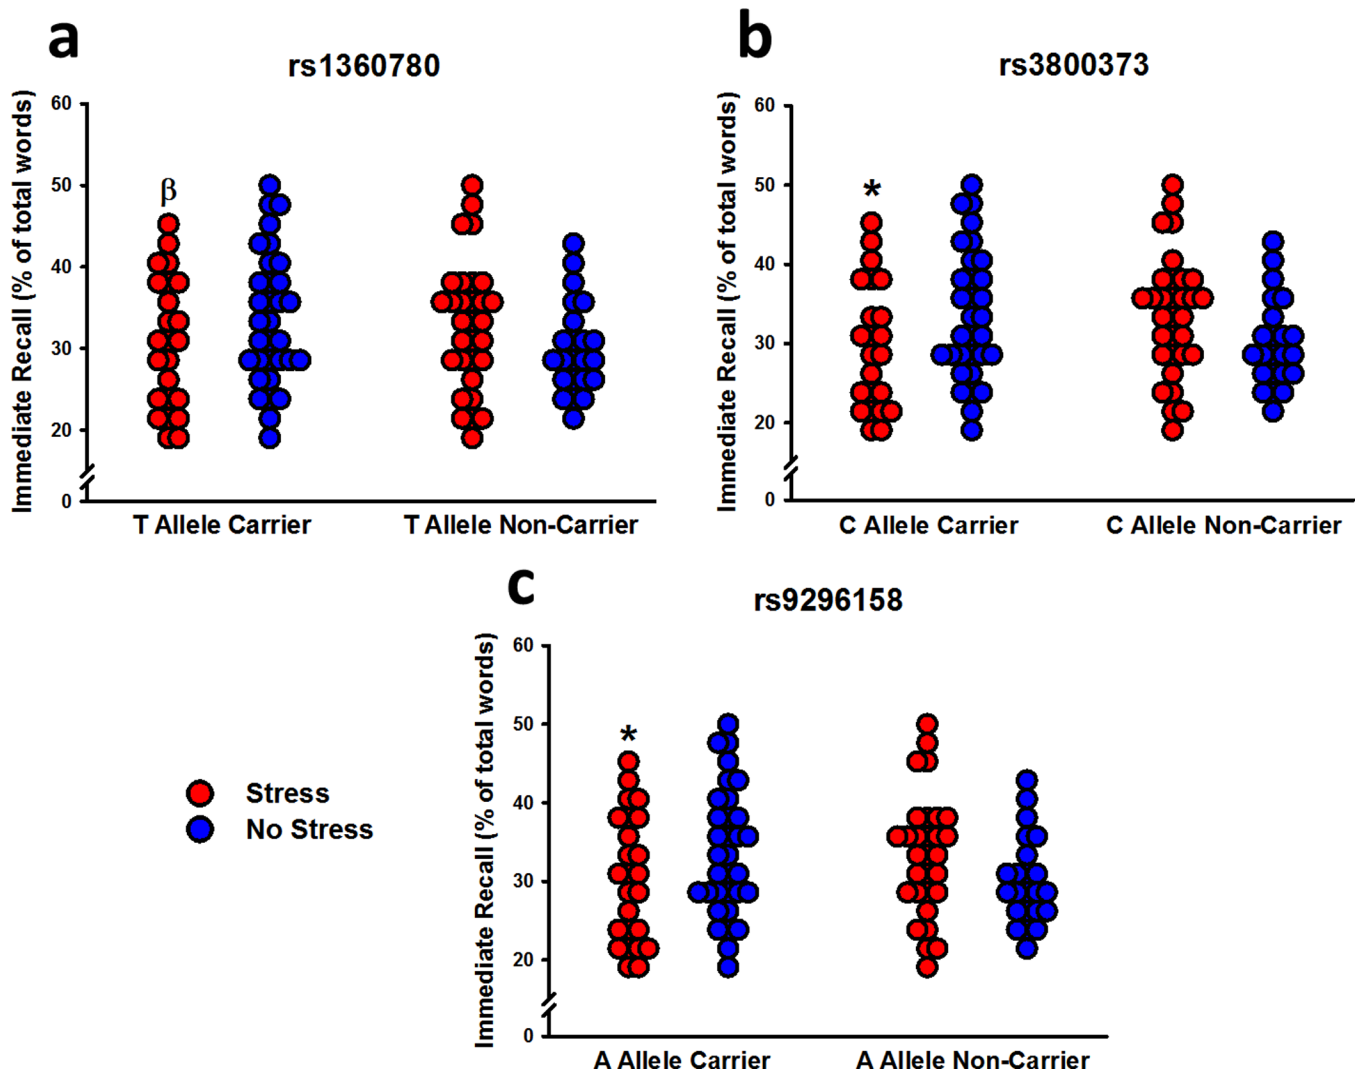 a
rs1360780
Immediate Recall (% of total words)
60
50
40
30
20
0
β
T Allele Carrier
T Allele Non-Carrier
b
rs3800373
Immediate Recall (% of total words)
60
50
40
30
20
0
*
C Allele Carrier
C Allele Non-Carrier
c
rs9296158
Immediate Recall (% of total words)
60
50
40
30
20
0
*
A Allele Carrier
A Allele Non-Carrier
Stress
No Stress